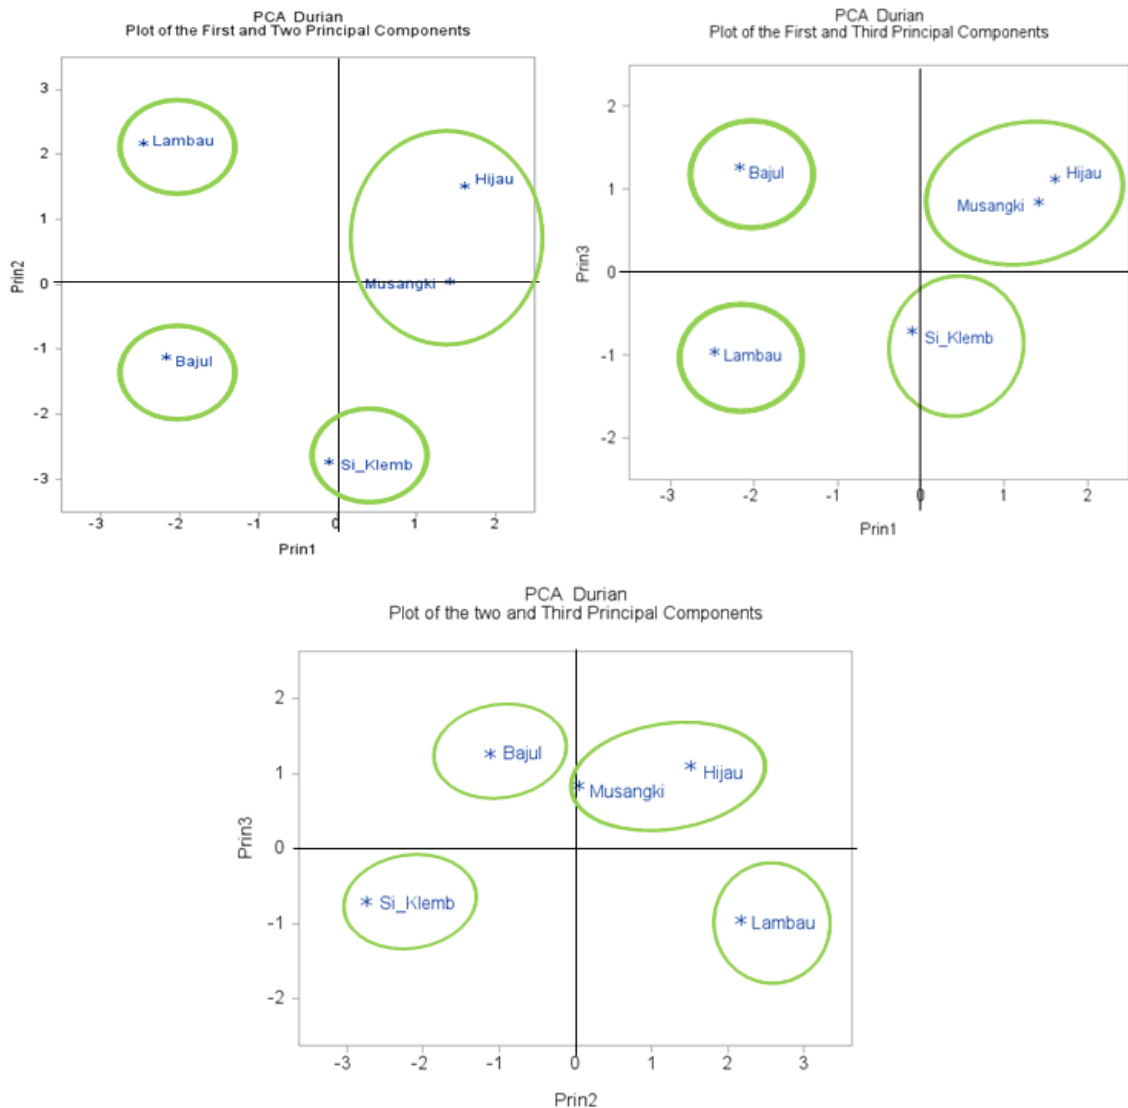 PCA Durian
Plot of the First and Two Principal Components
3
2
1
0
-1
-2
-3
Prin2
Lambau
Hijau
Musangki
Bajul
Si_Klemb
-3
-2
-1
0
1
2
Prin1
PCA Durian
Plot of the First and Third Principal Components
2
1
0
-1
-2
Prin3
Bajul
Hijau
Musangki
Si_Klemb
Lambau
-3
-2
-1
0
1
2
Prin1
PCA Durian
Plot of the two and Third Principal Components
2
1
0
-1
-2
Prin3
Bajul
Hijau
Musangki
Si_Klemb
Lambau
-3
-2
-1
0
1
2
3
Prin2